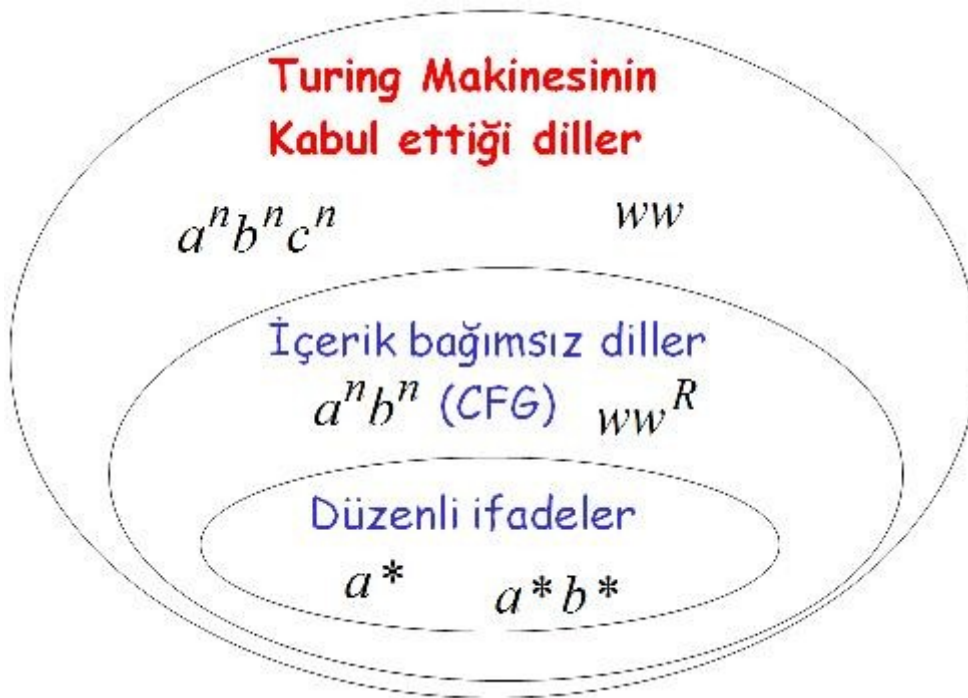 Turing Makinesinin
Kabul ettiği diller
aⁿbⁿcⁿ ww
İçerik bağımsız diller
aⁿbⁿ (CFG) wwᴿ
Düzenli ifadeler
a* a*b*